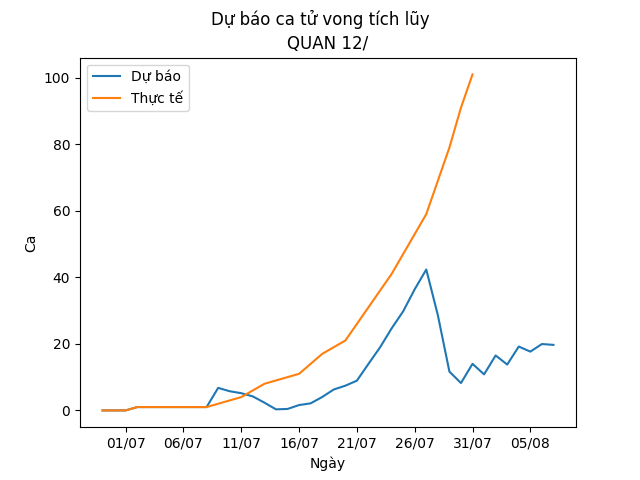 Dự báo ca tử vong tích lũy
QUAN 12/
Dự báo
Thực tế
Ca
100
80
60
40
20
0
01/07 06/07 11/07 16/07 21/07 26/07 31/07 05/08
Ngày